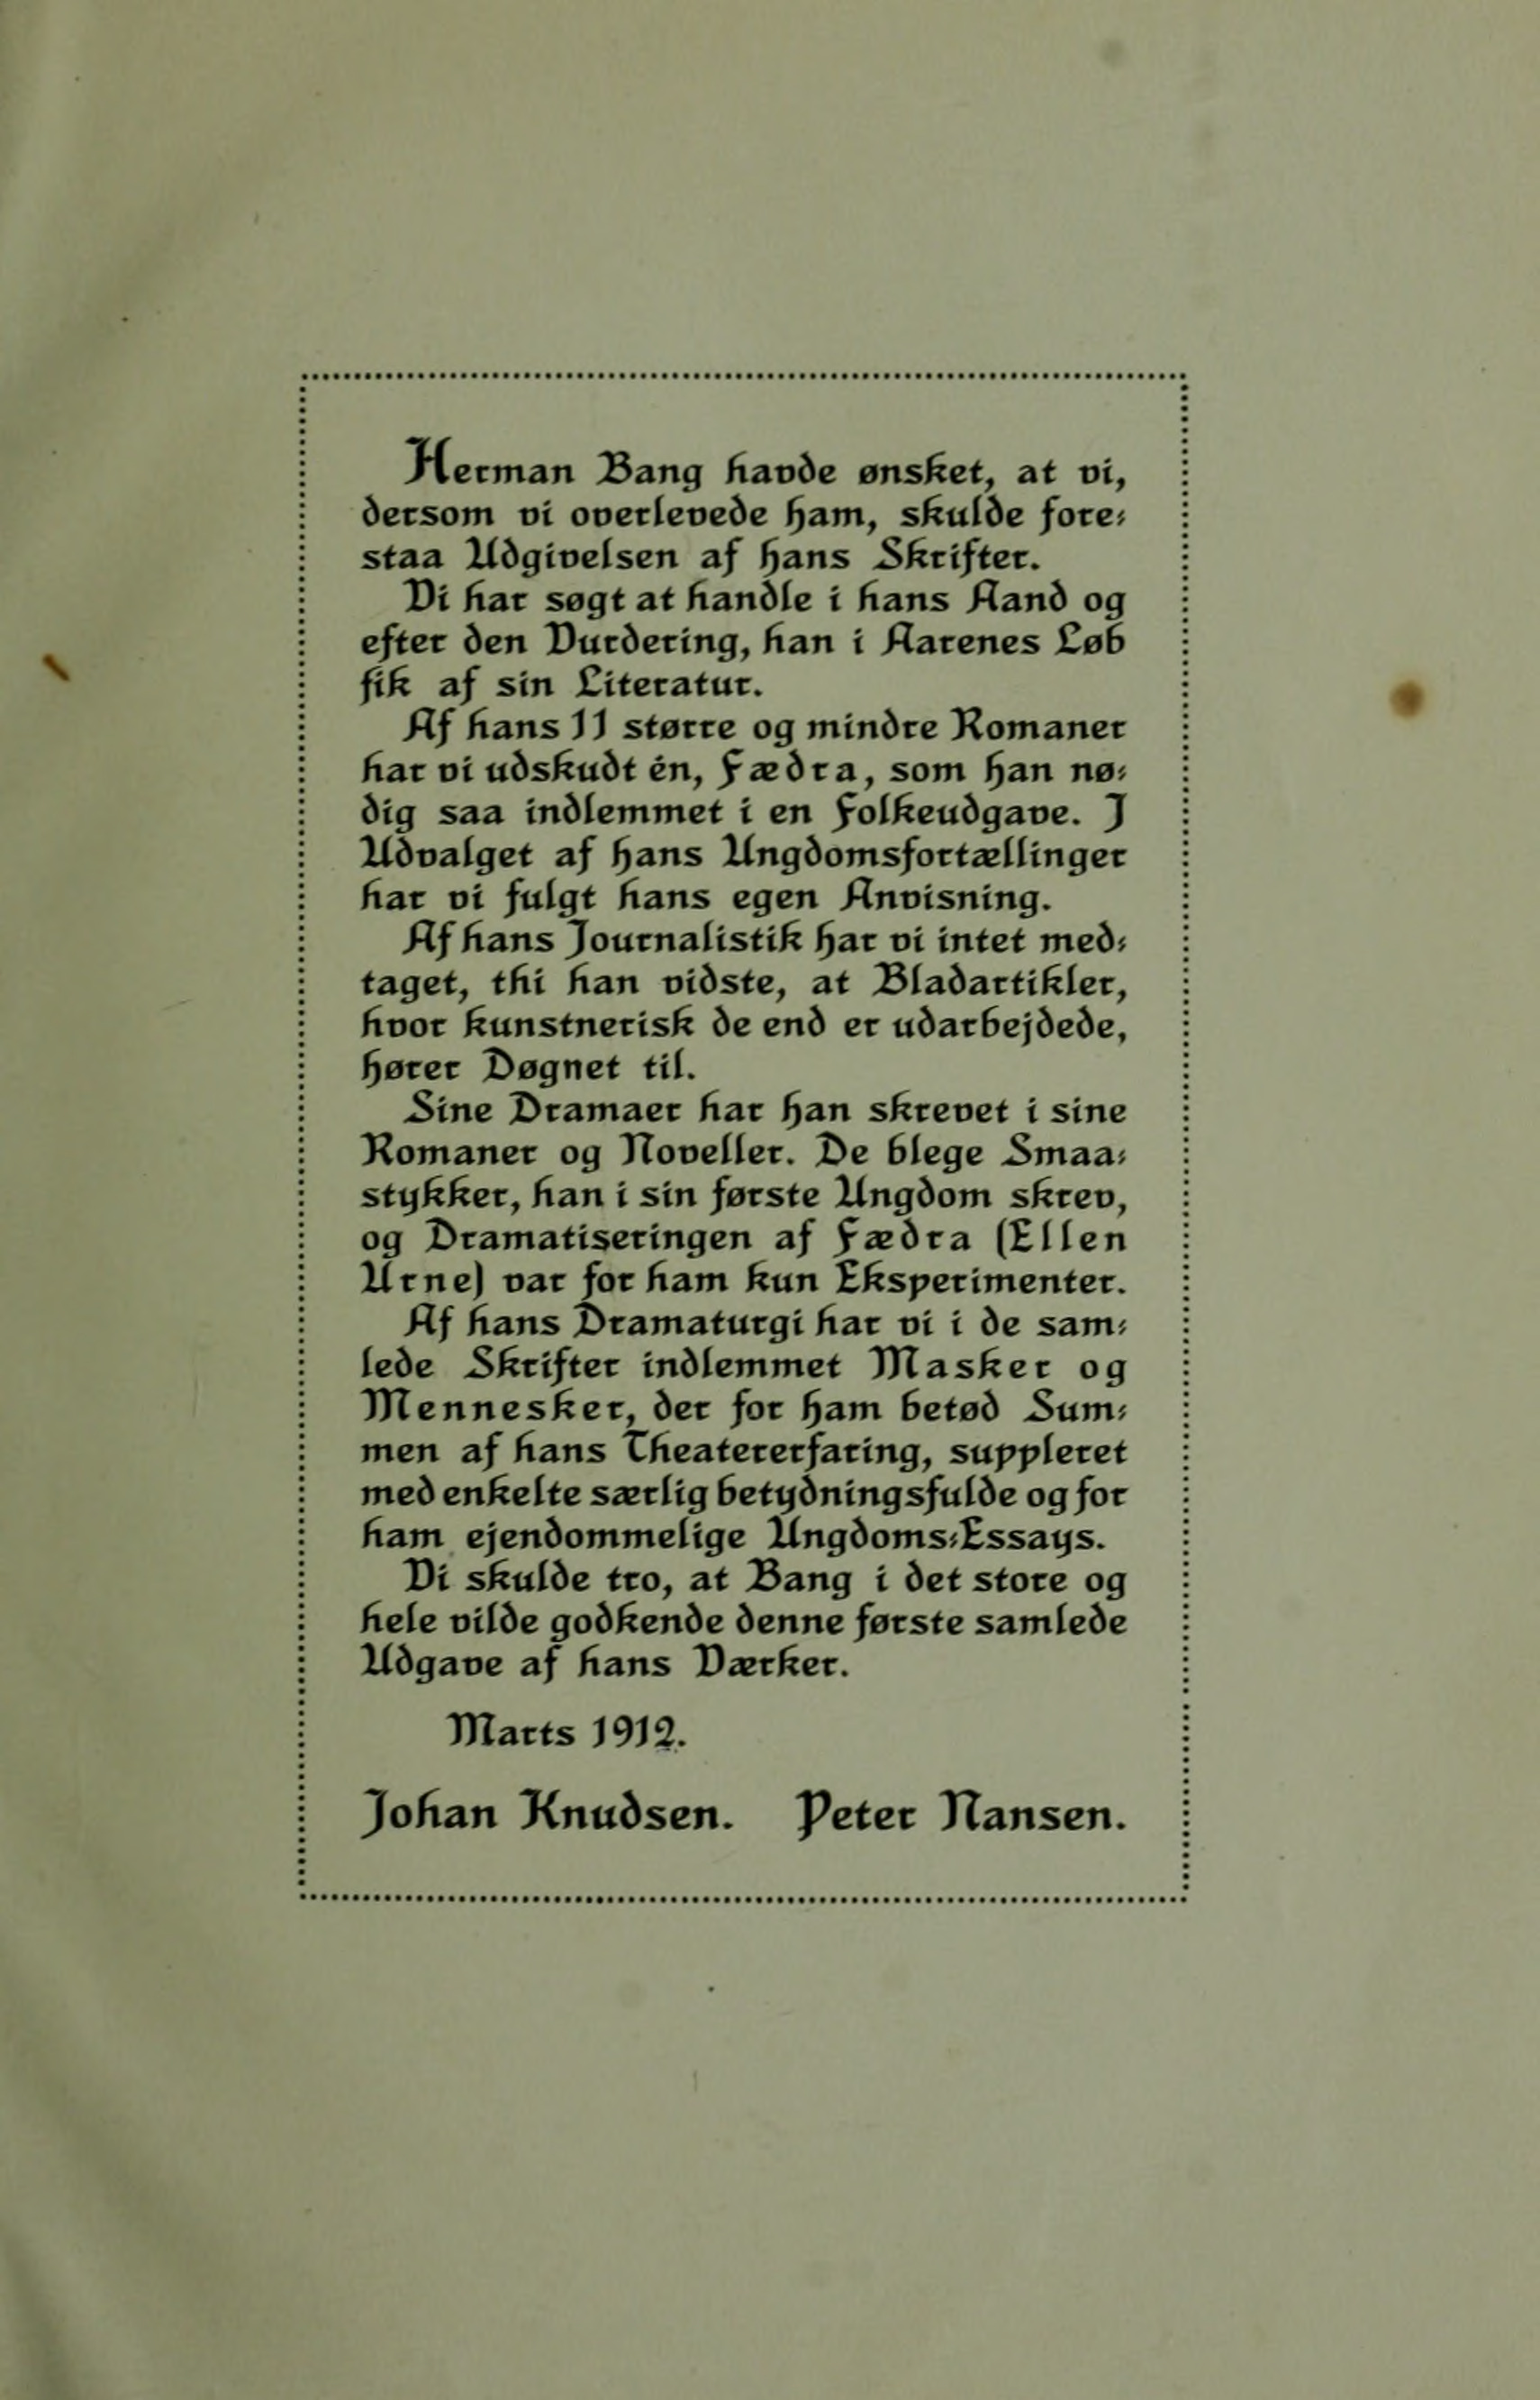 Herman Bang havde ønsket, at vi,
dersom vi overlevede ham, skulde fore-
staa Udgivelsen af hans Skrifter.
Vi har søgt at handle i hans Aand og
efter den Vurdering, han i Aarenes Løb
fik af sin Literatur.
Af hans 11 større og mindre Romaner
har vi udskudt én, Fædra, som han nø-
dig saa indlemmet i en Folkeudgave. I
Udvalget af hans Ungdomsfortællinger
har vi fulgt hans egen Anvisning.
Af hans Journalistik har vi intet med-
taget, thi han vidste, at Bladartikler,
hvor kunstnerisk de end er udarbejdede,
hører Døgnet til.
Sine Dramaer har han skrevet i sine
Romaner og Noveller. De blege Smaa-
stykker, han i sin første Ungdom skrev,
og Dramatiseringen af Fædra (Ellen
Urne) var for ham kun Eksperimenter.
Af hans Dramaturgi har vi i de sam-
lede Skrifter indlemmet Masker og
Mennesker, der for ham betød Sum-
men af hans Theatererfaring, suppleret
med enkelte særlig betydningsfulde og for
ham ejendommelige Ungdoms-Essays.
Vi skulde tro, at Bang i det store og
hele vilde godkende denne første samlede
Udgave af hans Værker.
Marts 1912.
Johan Knudsen. Peter Nansen.